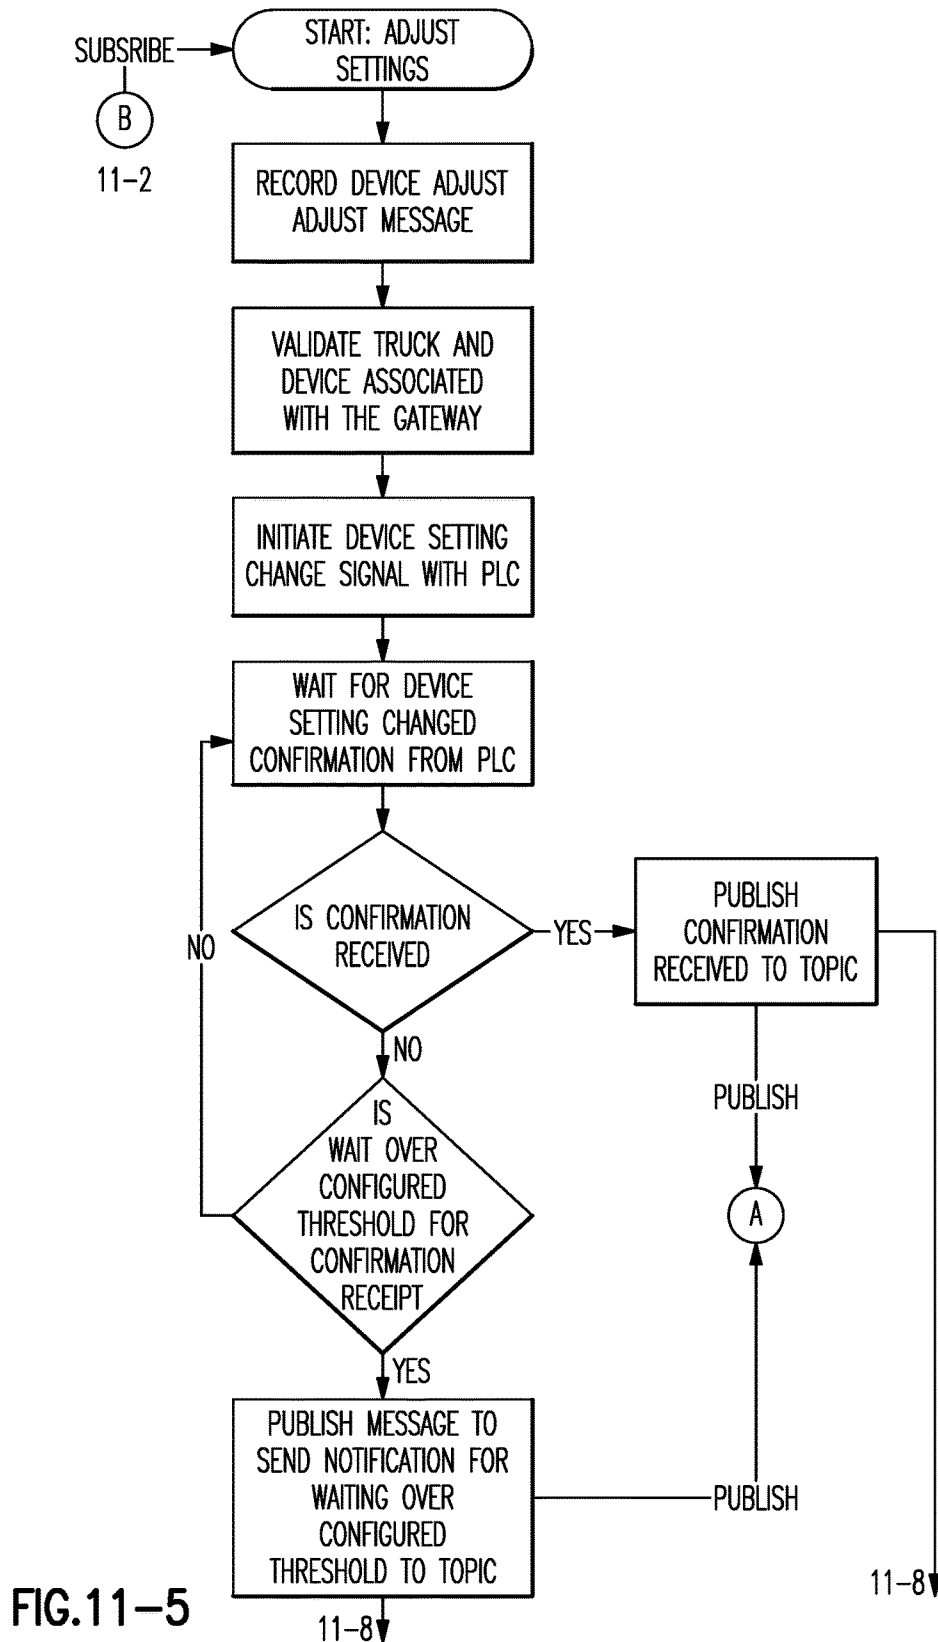 START: ADJUST
SETTINGS
SUBSRIBE
B
11-2
RECORD DEVICE ADJUST
ADJUST MESSAGE
VALIDATE TRUCK AND
DEVICE ASSOCIATED
WITH THE GATEWAY
INITIATE DEVICE SETTING
CHANGE SIGNAL WITH PLC
WAIT FOR DEVICE
SETTING CHANGED
CONFIRMATION FROM PLC
IS CONFIRMATION
RECEIVED
YES
PUBLISH
CONFIRMATION
RECEIVED TO TOPIC
NO
NO
PUBLISH
A
IS
WAIT OVER
CONFIGURED
THRESHOLD FOR
CONFIRMATION
RECEIPT
YES
PUBLISH MESSAGE TO
SEND NOTIFICATION FOR
WAITING OVER
CONFIGURED
THRESHOLD TO TOPIC
PUBLISH
11-8
11-8
FIG.11-5